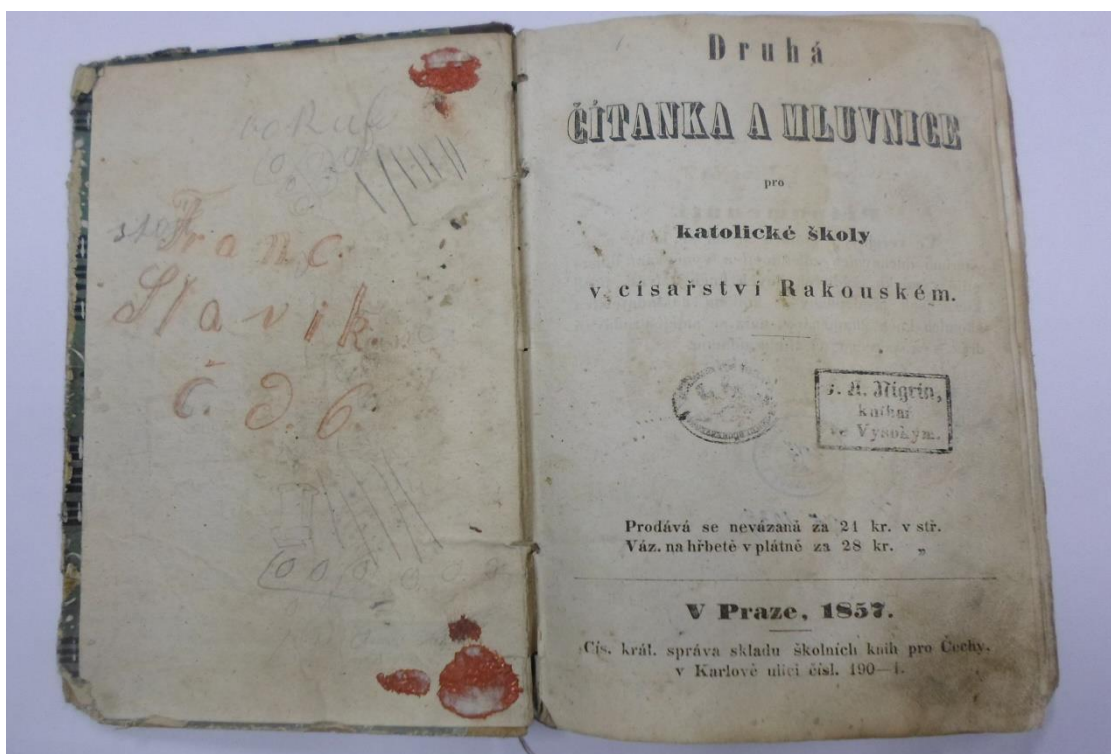 Franc.
Slavik
č. d. 6.
Druhá
ČÍTANKA A MLUVNICE
pro
katolické školy
v císařství Rakouském.
J. A. Nigrin,
knihař
ve Vysokým.
Prodává se nevázaná za 21 kr. v stř.
Váz. na hřbetě v plátně za 28 kr. „
V Praze, 1857.
Cís. král. správa skladu školních knih pro Čechy.
v Karlově ulici čísl. 190—1.